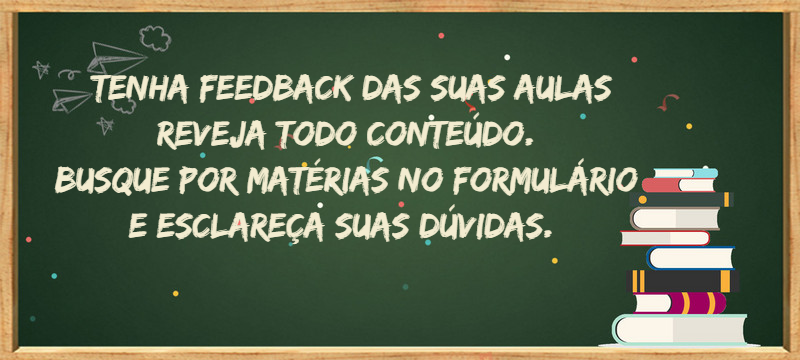 TENHA FEEDBACK DAS SUAS AULAS
REVEJA TODO CONTEÚDO.
BUSQUE POR MATÉRIAS NO FORMULÁRIO
E ESCLAREÇA SUAS DÚVIDAS.